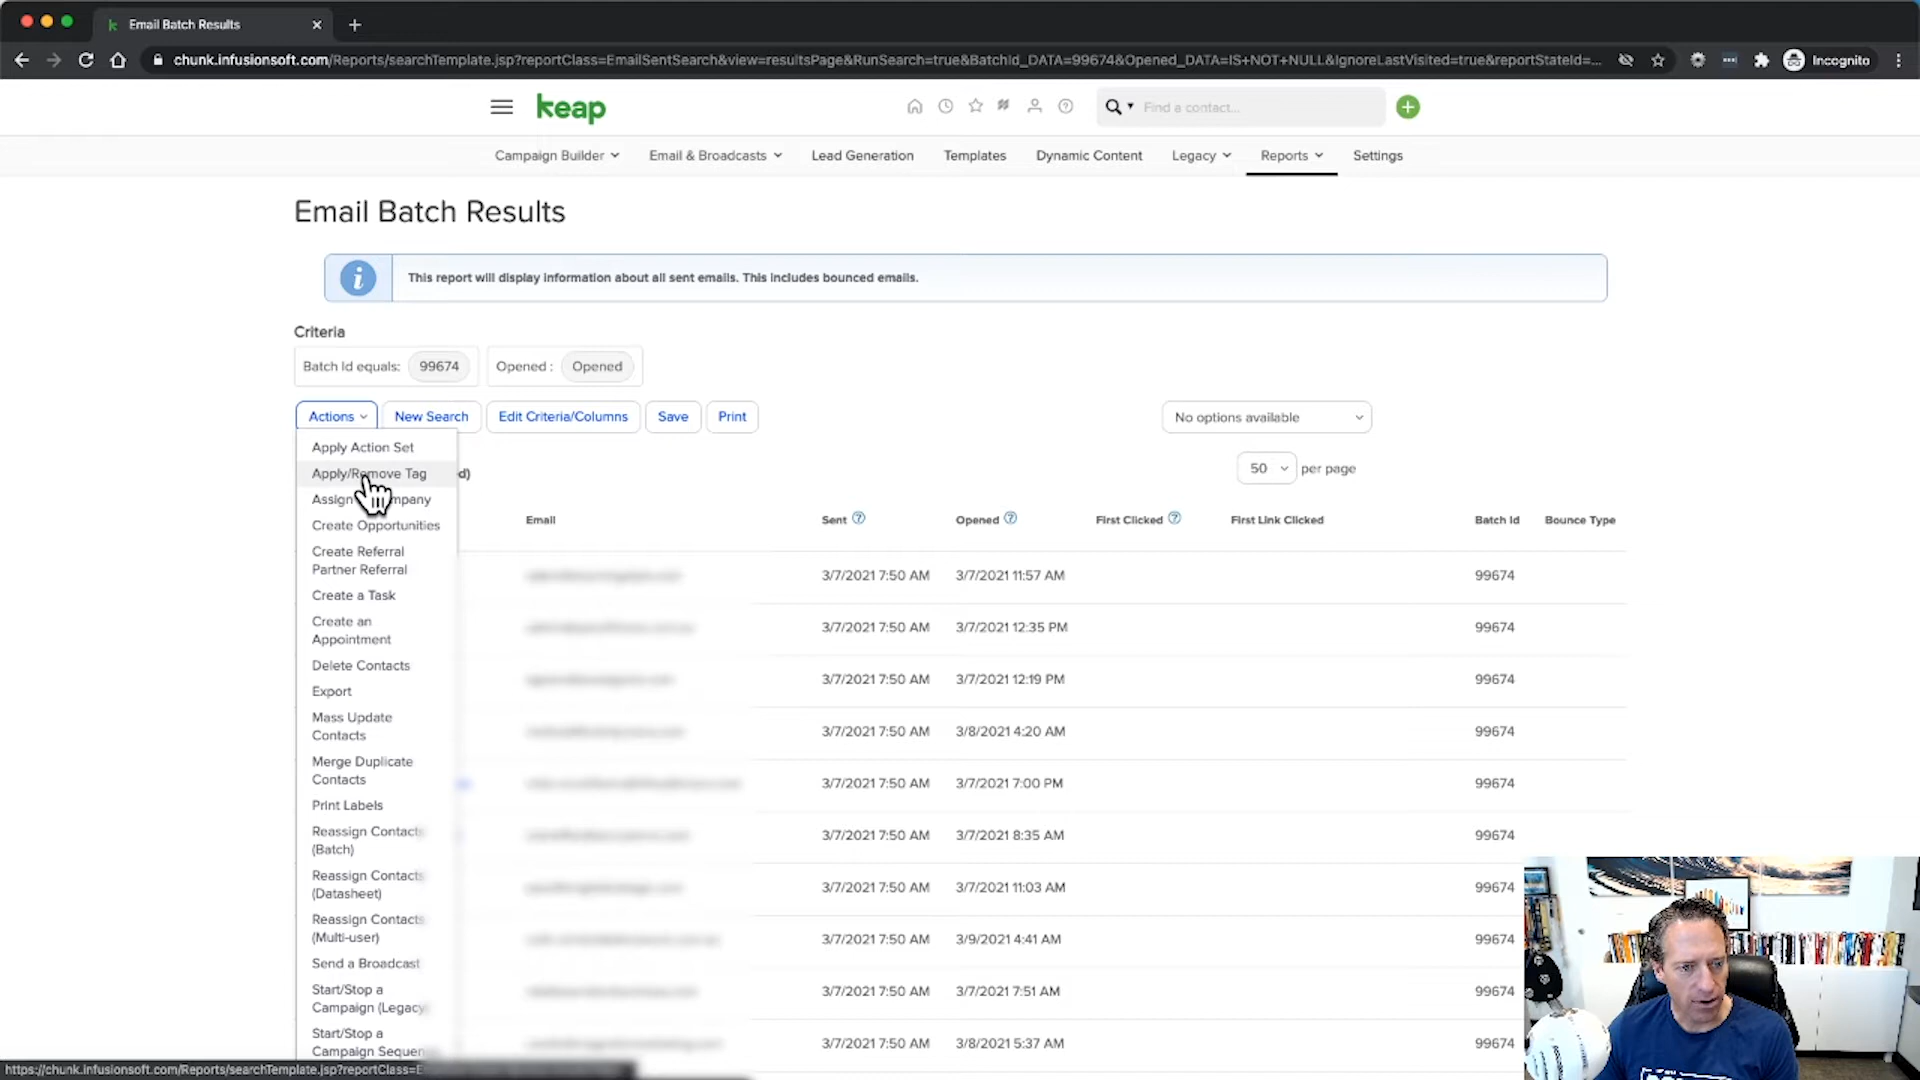 Email Batch Results
chunk.infusionsoft.com/Reports/searchTemplate.jsp?reportClass=EmailSentSearch&view=resultsPage&RunSearch=true&BatchId_DATA=99674&Opened_DATA=IS+NOT+NULL&IgnoreLastVisited=true&reportStateId=...
Incognito
keap
Find a contact...
Campaign Builder
Email & Broadcasts
Lead Generation
Templates
Dynamic Content
Legacy
Reports
Settings
Email Batch Results
This report will display information about all sent emails. This includes bounced emails.
Criteria
Batch Id equals: 99674
Opened : Opened
Actions
New Search
Edit Criteria/Columns
Save
Print
No options available
50 per page
Apply Action Set
Apply/Remove Tag
Assign
Create Opportunities
Create Referral
Partner Referral
Create a Task
Create an
Appointment
Delete Contacts
Export
Mass Update
Contacts
Merge Duplicate
Contacts
Print Labels
Reassign Contacts
(Batch)
Reassign Contacts
(Datasheet)
Reassign Contacts
(Multi-user)
Send a Broadcast
Start/Stop a
Campaign (Legacy)
Start/Stop a
Campaign
Email Sent Opened First Clicked First Link Clicked Batch Id Bounce Type
3/7/2021 7:50 AM 3/7/2021 11:57 AM 99674
3/7/2021 7:50 AM 3/7/2021 12:35 PM 99674
3/7/2021 7:50 AM 3/7/2021 12:19 PM 99674
3/7/2021 7:50 AM 3/8/2021 4:20 AM 99674
3/7/2021 7:50 AM 3/7/2021 7:00 PM 99674
3/7/2021 7:50 AM 3/7/2021 8:35 AM 99674
3/7/2021 7:50 AM 3/7/2021 11:03 AM 99674
3/7/2021 7:50 AM 3/9/2021 4:41 AM 99674
3/7/2021 7:50 AM 3/7/2021 7:51 AM 99674
3/7/2021 7:50 AM 3/8/2021 5:37 AM 99674
https://chunk.infusionsoft.com/Reports/searchTemplate.jsp?reportClass=E